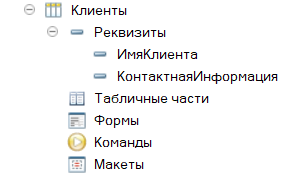 Клиенты
Реквизиты
ИмяКлиента
КонтактнаяИнформация
Табличные части
Формы
Команды
Макеты